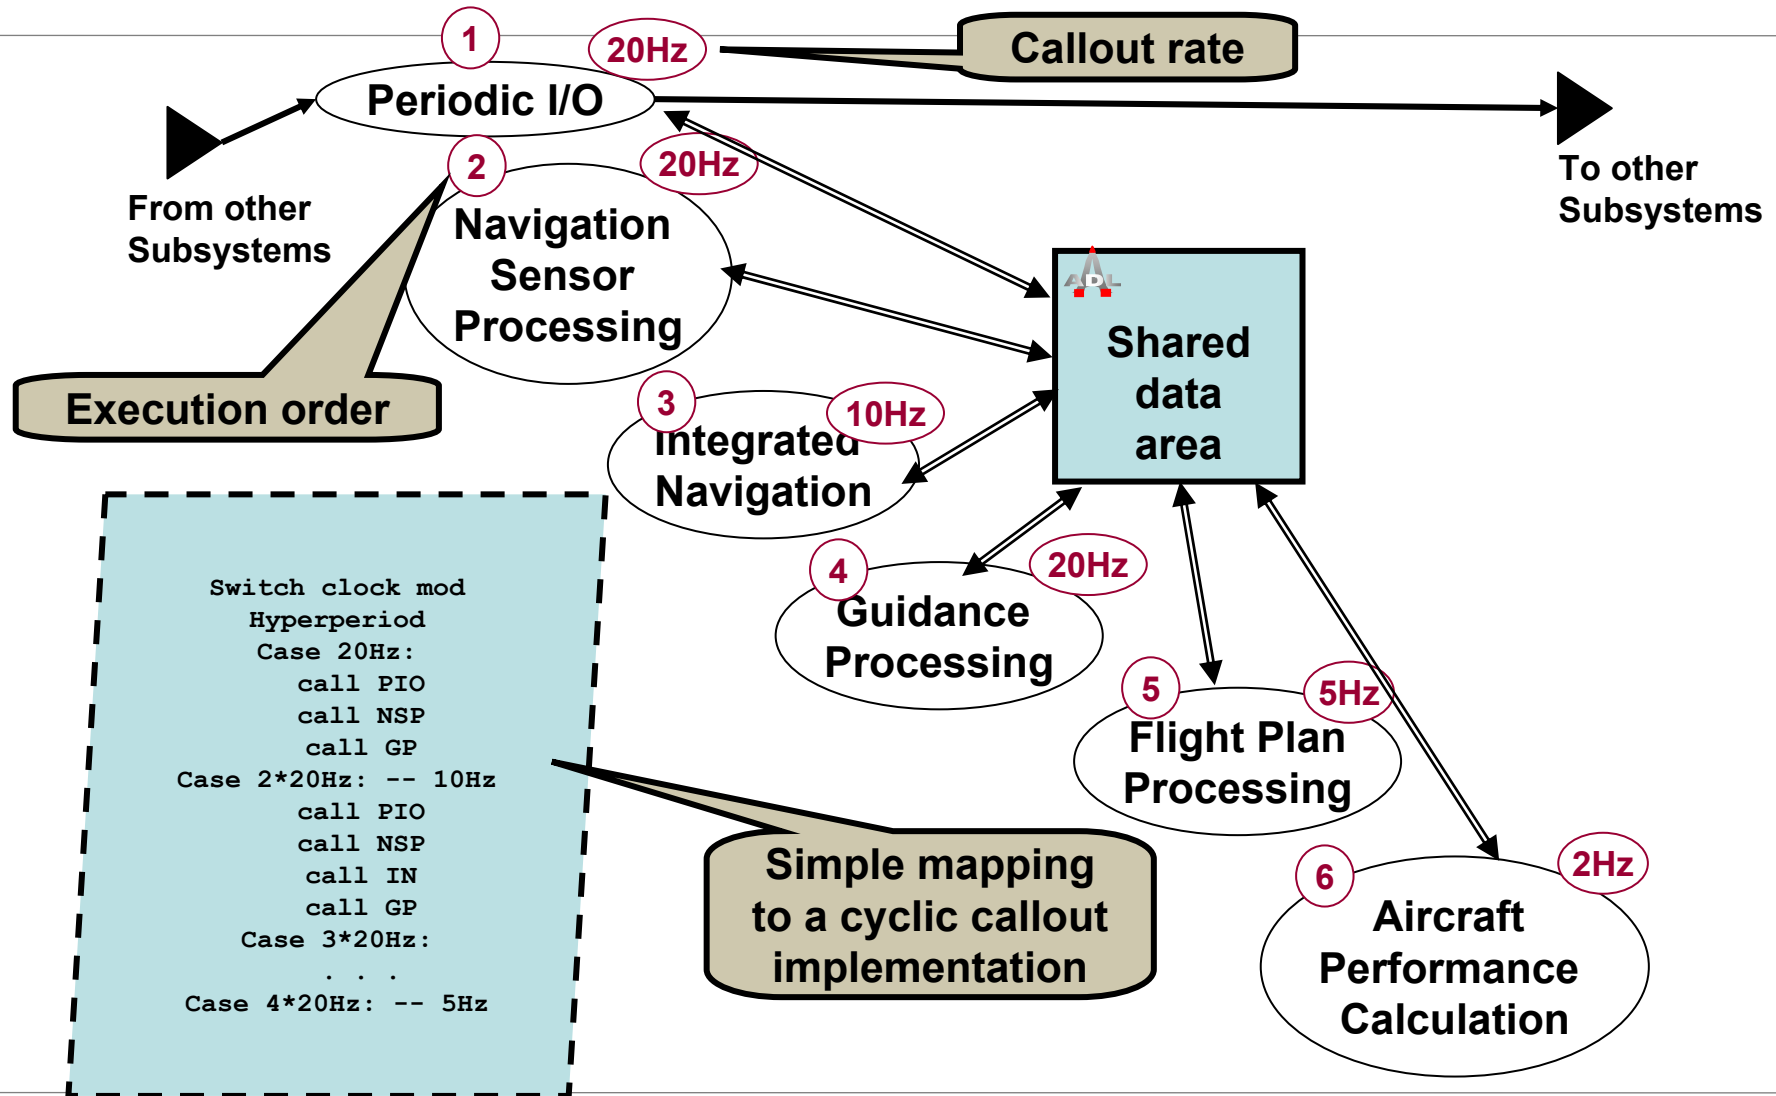 1
20Hz
Callout rate
Periodic I/O
From other
Subsystems
To other
Subsystems
2
20Hz
Navigation
Sensor
Processing
Execution order
ADL
Shared
data
area
3
10Hz
Integrated
Navigation
4
20Hz
Guidance
Processing
5
5Hz
Flight Plan
Processing
6
2Hz
Aircraft
Performance
Calculation
Switch clock mod
Hyperperiod
Case 20Hz:
call PIO
call NSP
call GP
Case 2*20Hz: -- 10Hz
call PIO
call NSP
call IN
call GP
Case 3*20Hz:
. . .
Case 4*20Hz: -- 5Hz
Simple mapping
to a cyclic callout
implementation